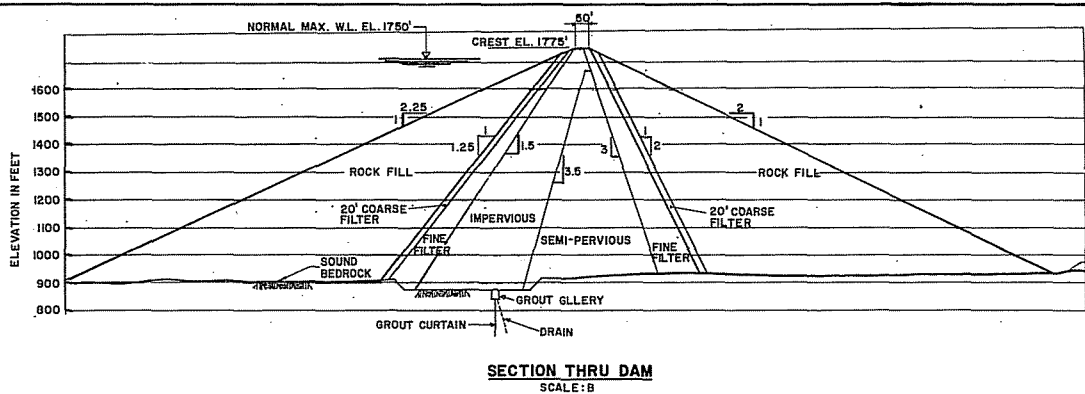 50'
NORMAL MAX. W.L. EL. 1750'
CREST EL. 1775'
1600
1500
1400
1300
1200
1100
1000
900
800
ELEVATION IN FEET
2.25
1
2
1
1
1.25
1.5
3.5
3
1
2
ROCK FILL
ROCK FILL
20' COARSE
FILTER
IMPERVIOUS
20' COARSE
FILTER
FINE
FILTER
SEMI-PERVIOUS
FINE
FILTER
SOUND
BEDROCK
GROUT GLLERY
GROUT CURTAIN
DRAIN
SECTION THRU DAM
SCALE:B